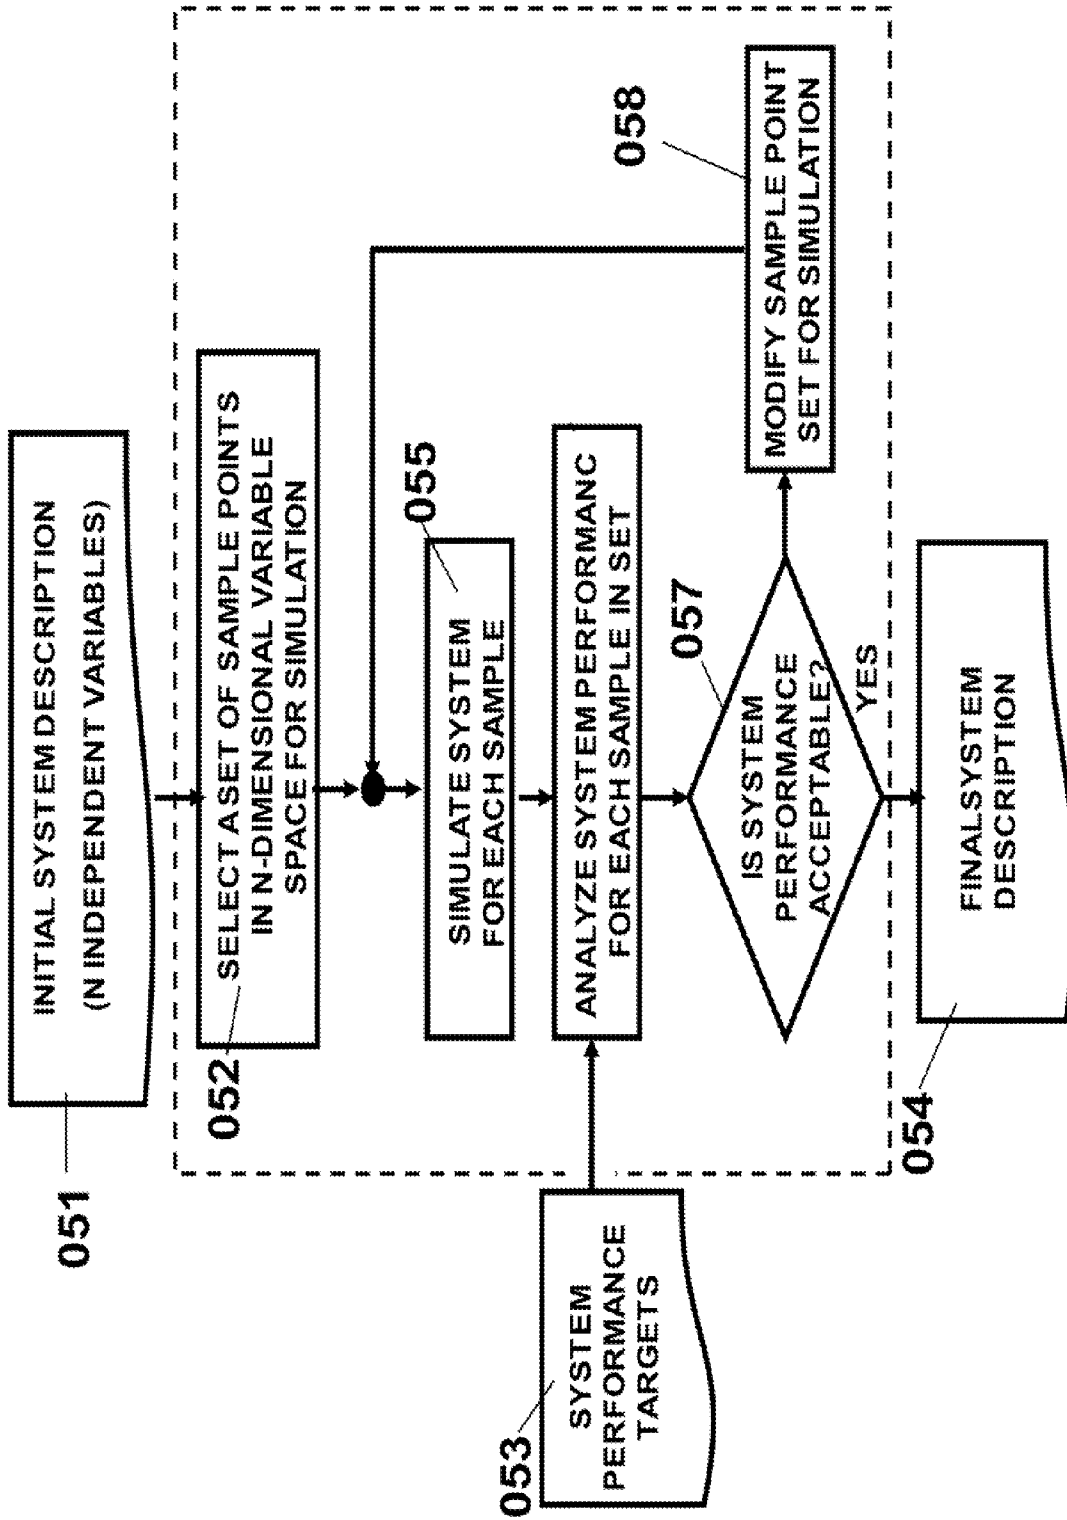 051
INITIAL SYSTEM DESCRIPTION
(N INDEPENDENT VARIABLES)
052
SELECT A SET OF SAMPLE POINTS
IN N-DIMENSIONAL VARIABLE
SPACE FOR SIMULATION
055
SIMULATE SYSTEM
FOR EACH SAMPLE
053
SYSTEM
PERFORMANCE
TARGETS
ANALYZE SYSTEM PERFORMANC
FOR EACH SAMPLE IN SET
057
IS SYSTEM
PERFORMANCE
ACCEPTABLE?
YES
058
MODIFY SAMPLE POINT
SET FOR SIMULATION
054
FINAL SYSTEM
DESCRIPTION